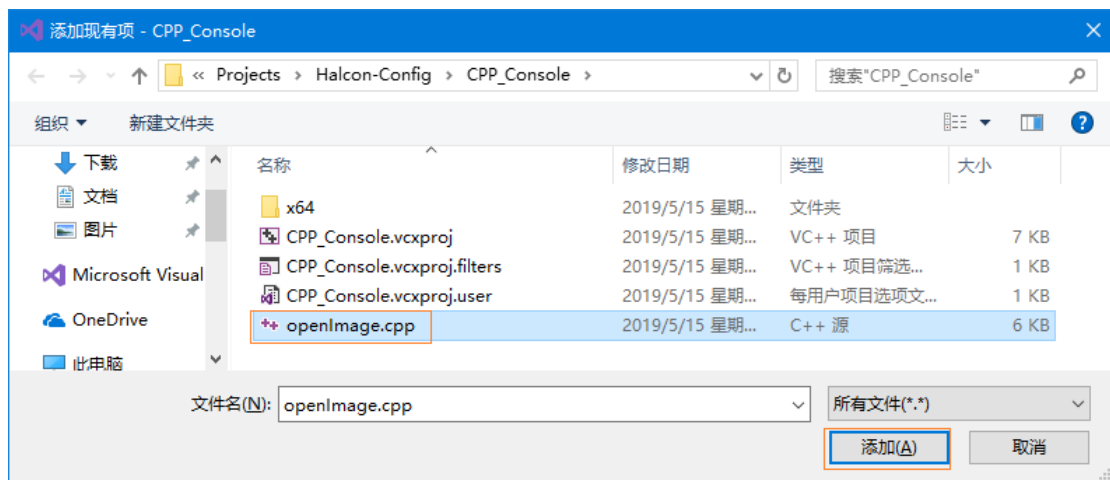 添加现有项 - CPP_Console
« Projects › Halcon-Config › CPP_Console ›
搜索"CPP_Console"
组织 新建文件夹
下载
文档
图片
Microsoft Visual
OneDrive
此电脑
名称 修改日期 类型 大小
x64 2019/5/15 星期... 文件夹
CPP_Console.vcxproj 2019/5/15 星期... VC++ 项目 7 KB
CPP_Console.vcxproj.filters 2019/5/15 星期... VC++ 项目筛选... 1 KB
CPP_Console.vcxproj.user 2019/5/15 星期... 每用户项目选项文... 1 KB
openImage.cpp 2019/5/15 星期... C++ 源 6 KB
文件名(N): openImage.cpp 所有文件(*.*)
添加(A) 取消